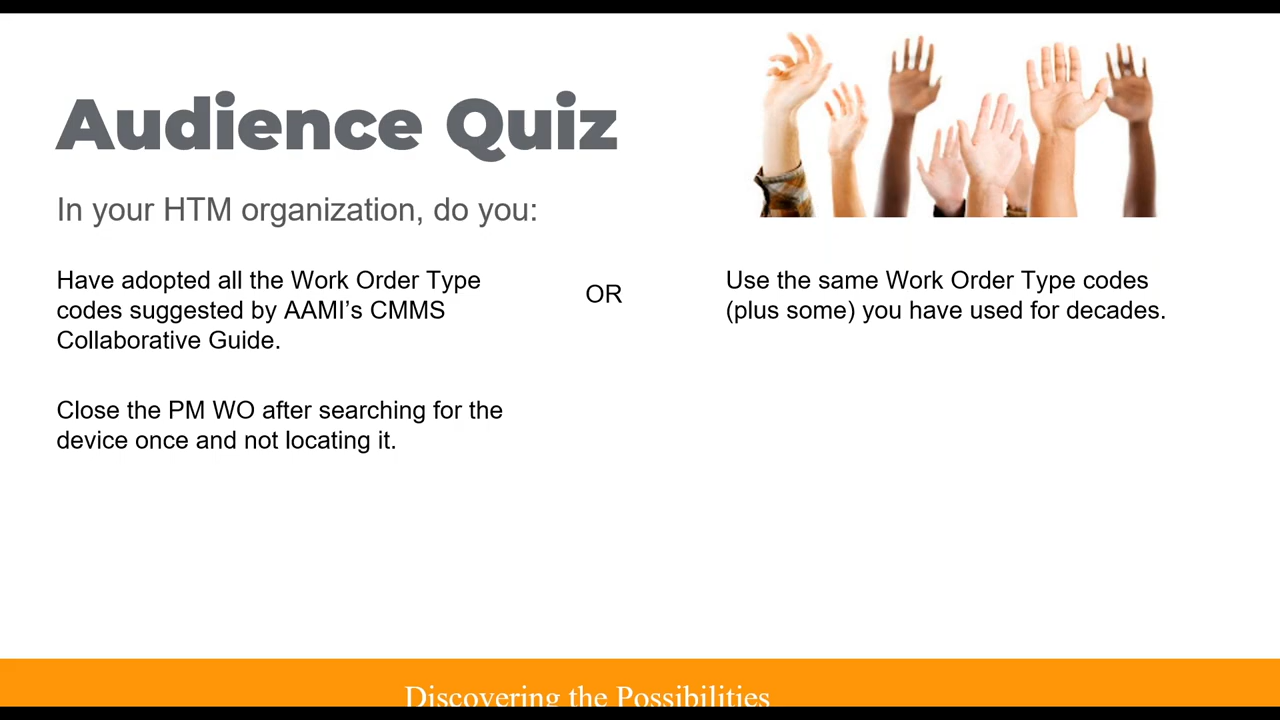 Audience Quiz
In your HTM organization, do you:
Have adopted all the Work Order Type
codes suggested by AAMI’s CMMS
Collaborative Guide.
OR
Use the same Work Order Type codes
(plus some) you have used for decades.
Close the PM WO after searching for the
device once and not locating it.
Discovering the Possibilities